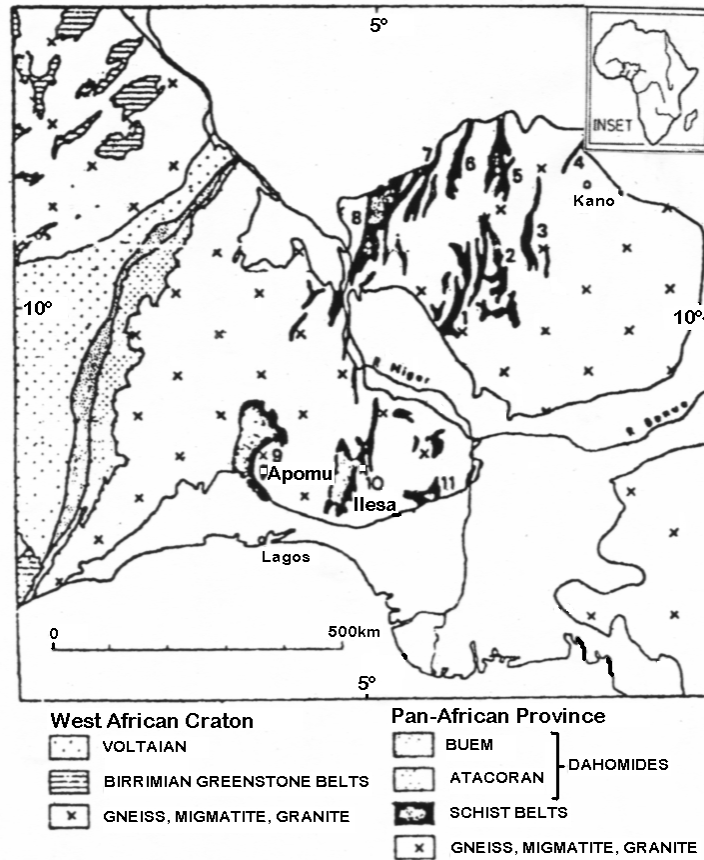 5°
INSET
7
6
5
4
Kano
8
3
2
10°
1
10°
R Niger
R Benue
9
Apomu
10
11
Ilesa
Lagos
0
500km
5°
West African Craton
VOLTAIAN
BIRRIMIAN GREENSTONE BELTS
GNEISS, MIGMATITE, GRANITE
Pan-African Province
BUEM
ATACORAN
DAHOMIDES
SCHIST BELTS
GNEISS, MIGMATITE, GRANITE